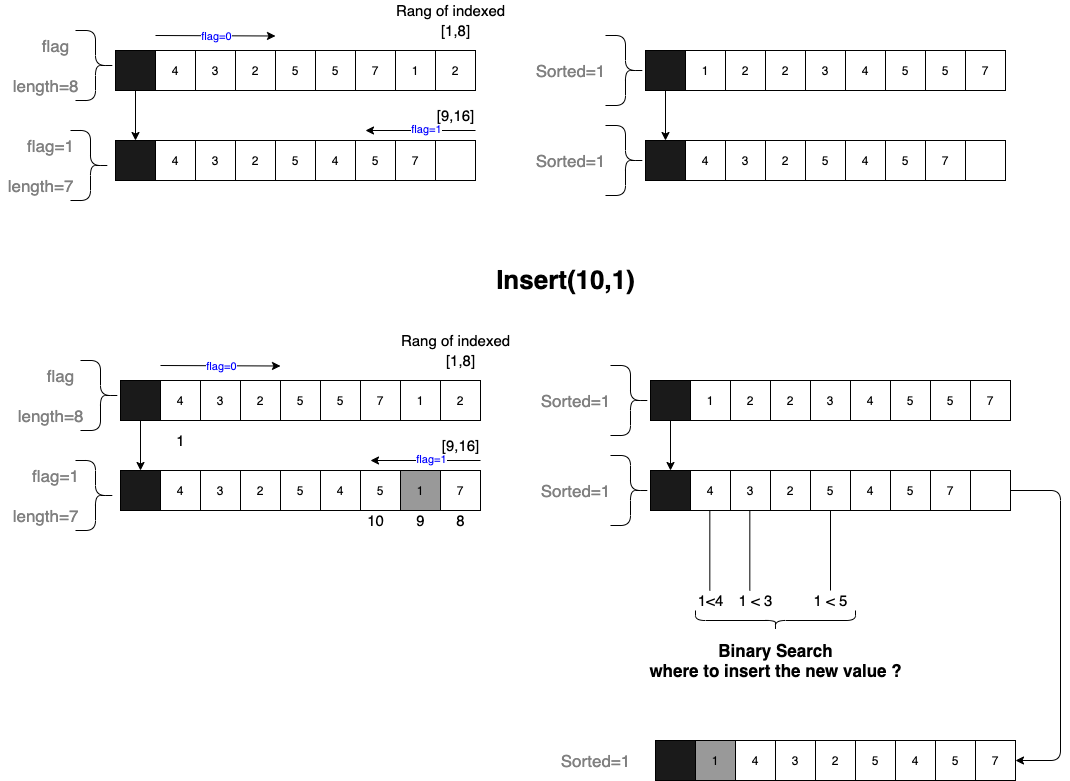 Rang of indexed
[1,8]
flag
length=8
flag=0
4 3 2 5 5 7 1 2
Sorted=1
1 2 2 3 4 5 5 7
[9,16]
flag=1
flag=1
length=7
4 3 2 5 4 5 7
Sorted=1
4 3 2 5 4 5 7
Insert(10,1)
Rang of indexed
[1,8]
flag
length=8
flag=0
4 3 2 5 5 7 1 2
Sorted=1
1 2 2 3 4 5 5 7
1
[9,16]
flag=1
flag=1
length=7
4 3 2 5 4 5 1 7
10 9 8
Sorted=1
4 3 2 5 4 5 7
1<4 1 < 3 1 < 5
Binary Search
where to insert the new value ?
Sorted=1
1 4 3 2 5 4 5 7